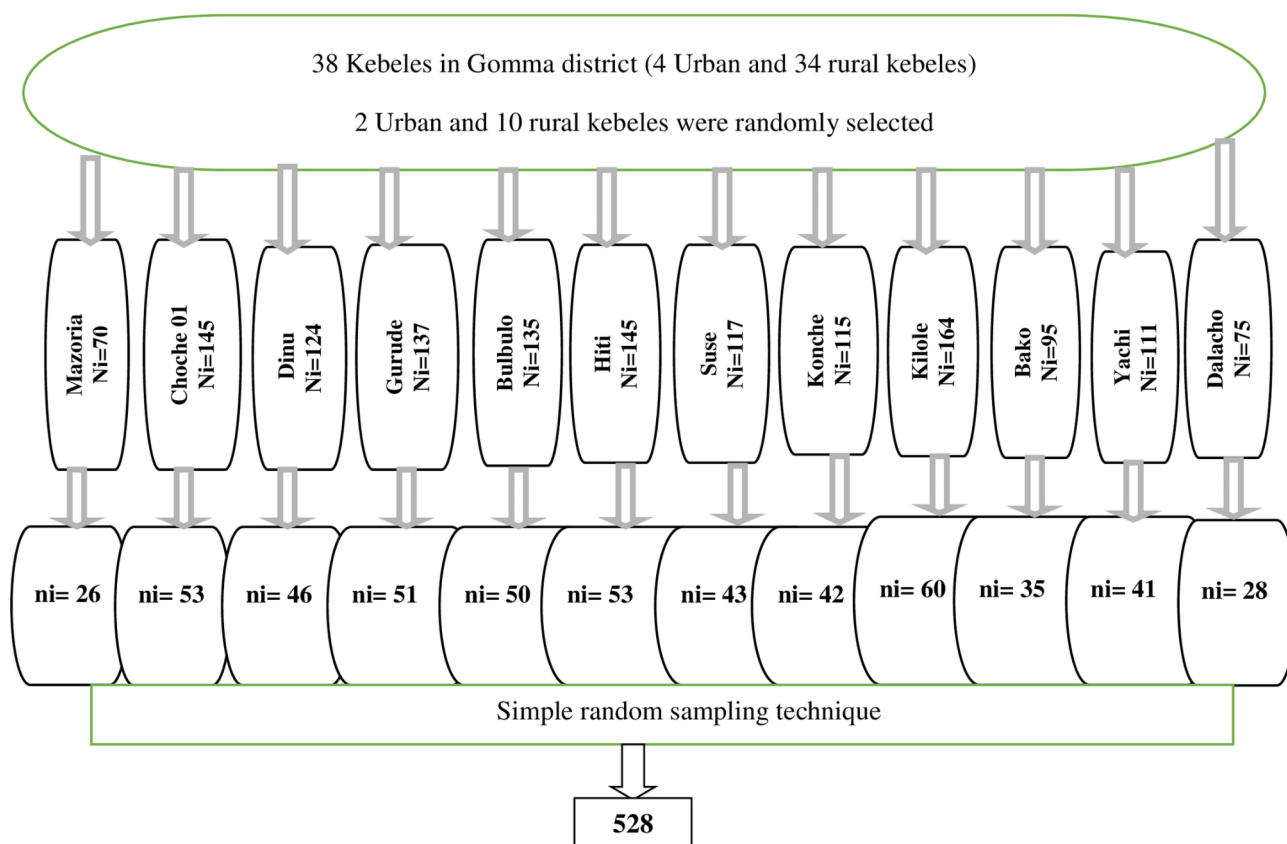 38 Kebeles in Gomma district (4 Urban and 34 rural kebeles)
2 Urban and 10 rural kebeles were randomly selected
Mazoria
Ni=70
Choche 01
Ni=145
Dinu
Ni=124
Gurude
Ni=137
Bulbulo
Ni=135
Hiti
Ni=145
Suse
Ni=117
Konche
Ni=115
Kilole
Ni=164
Bako
Ni=95
Yachi
Ni=111
Dalacho
Ni=75
ni= 26
ni= 53
ni= 46
ni= 51
ni= 50
ni= 53
ni= 43
ni= 42
ni= 60
ni= 35
ni= 41
ni= 28
Simple random sampling technique
528